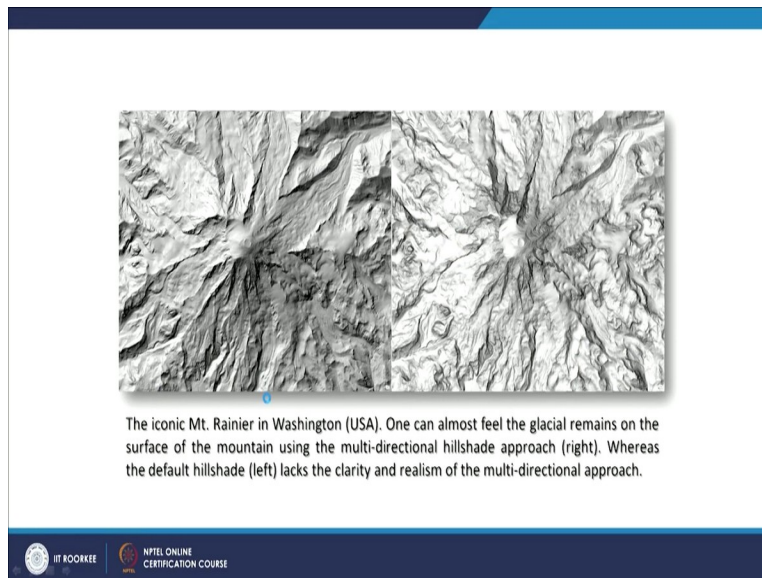 The iconic Mt. Rainier in Washington (USA). One can almost feel the glacial remains on the
surface of the mountain using the multi-directional hillshade approach (right). Whereas
the default hillshade (left) lacks the clarity and realism of the multi-directional approach.
IIT ROORKEE
NPTEL ONLINE
CERTIFICATION COURSE
NPTEL